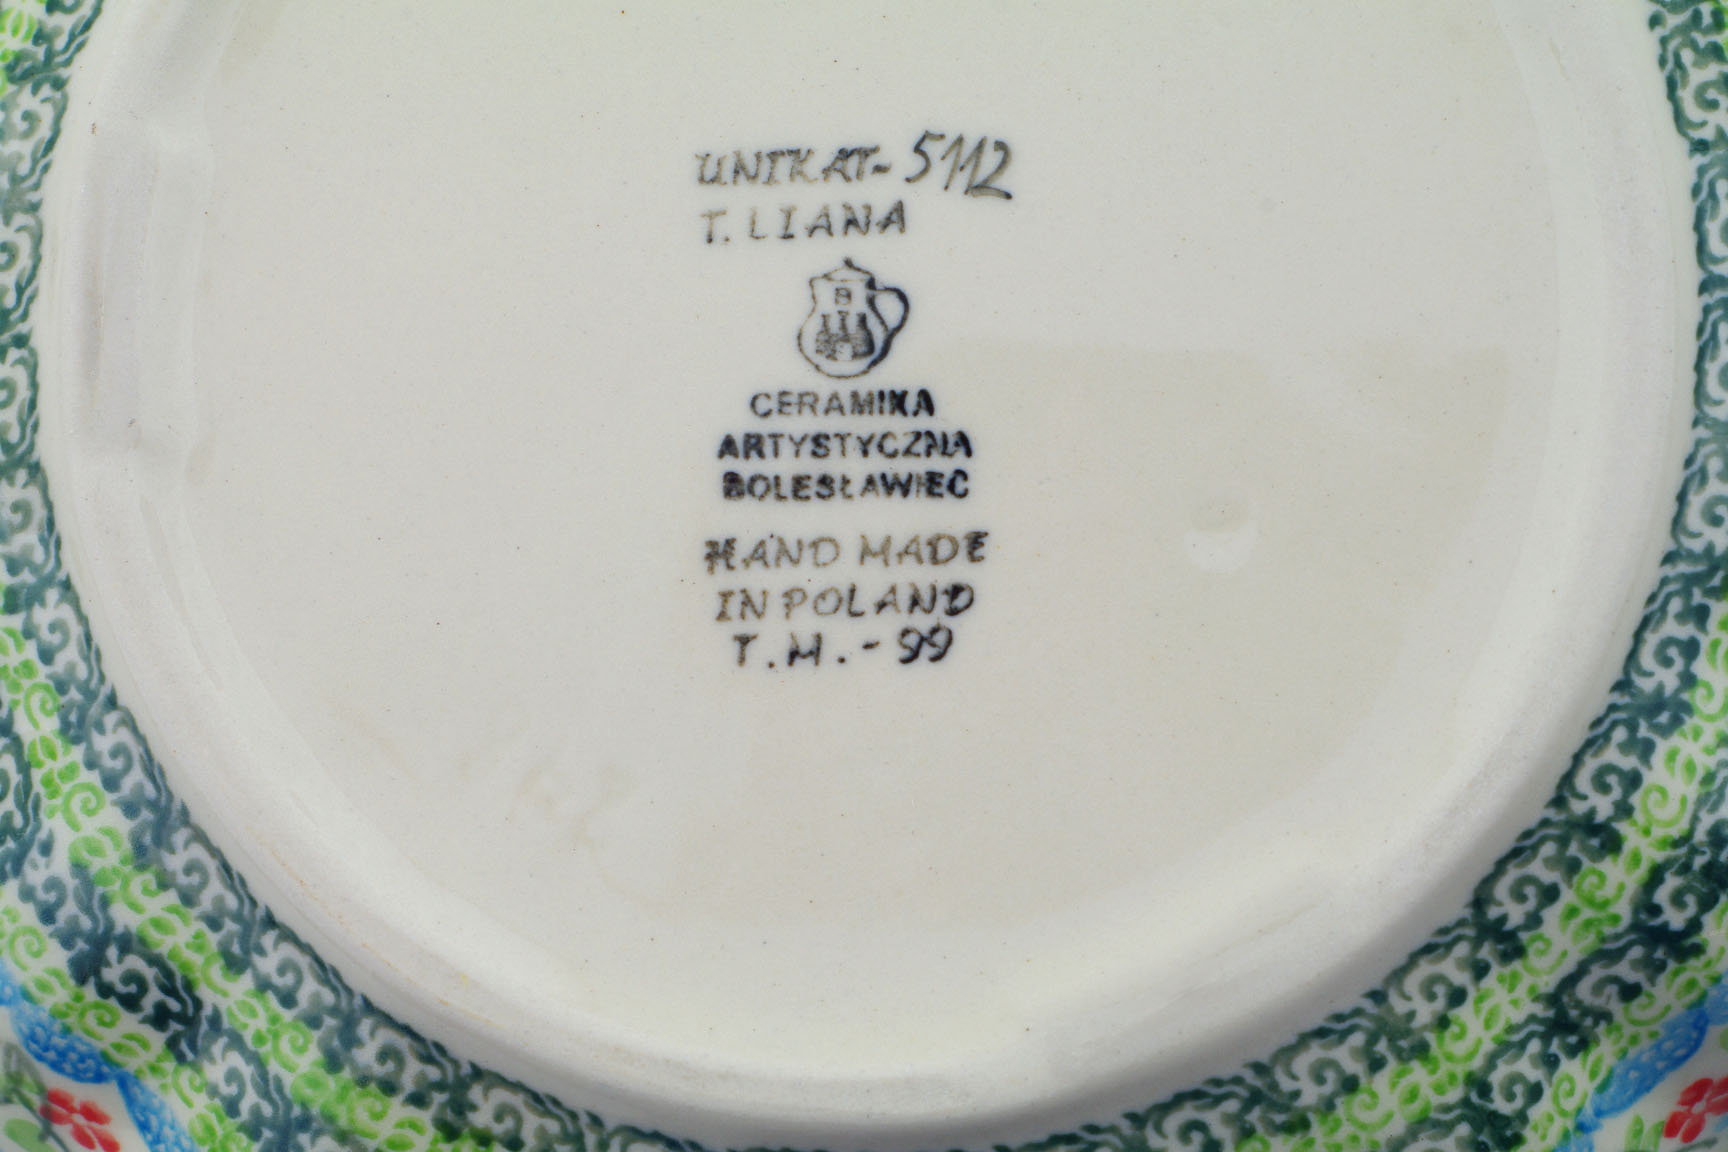 UNIKAT-5112
T. LIANA
B
CERAMIKA
ARTYSTYCZNA
BOLESŁAWIEC
HAND MADE
IN POLAND
T.M.-99